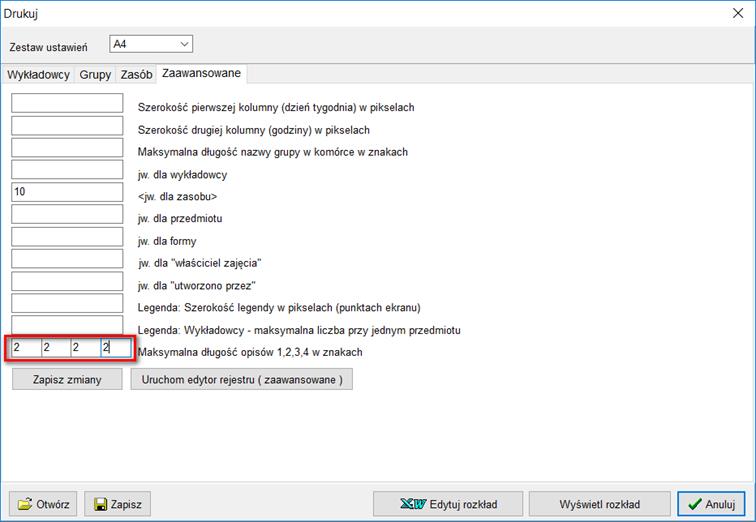 Drukuj
Zestaw ustawień A4
Wykładowcy Grupy Zasób Zaawansowane
Szerokość pierwszej kolumny (dzień tygodnia) w pikselach
Szerokość drugiej kolumny (godziny) w pikselach
Maksymalna długość nazwy grupy w komórce w znakach
jw. dla wykładowcy
10 <jw. dla zasobu>
jw. dla przedmiotu
jw. dla formy
jw. dla "właściciel zajęcia"
jw. dla "utworzono przez"
Legenda: Szerokość legendy w pikselach (punktach ekranu)
Legenda: Wykładowcy - maksymalna liczba przy jednym przedmiotu
2 2 2 2 Maksymalna długość opisów 1,2,3,4 w znakach
Zapisz zmiany Uruchom edytor rejestru ( zaawansowane )
Otwórz Zapisz Edytuj rozkład Wyświetl rozkład Anuluj